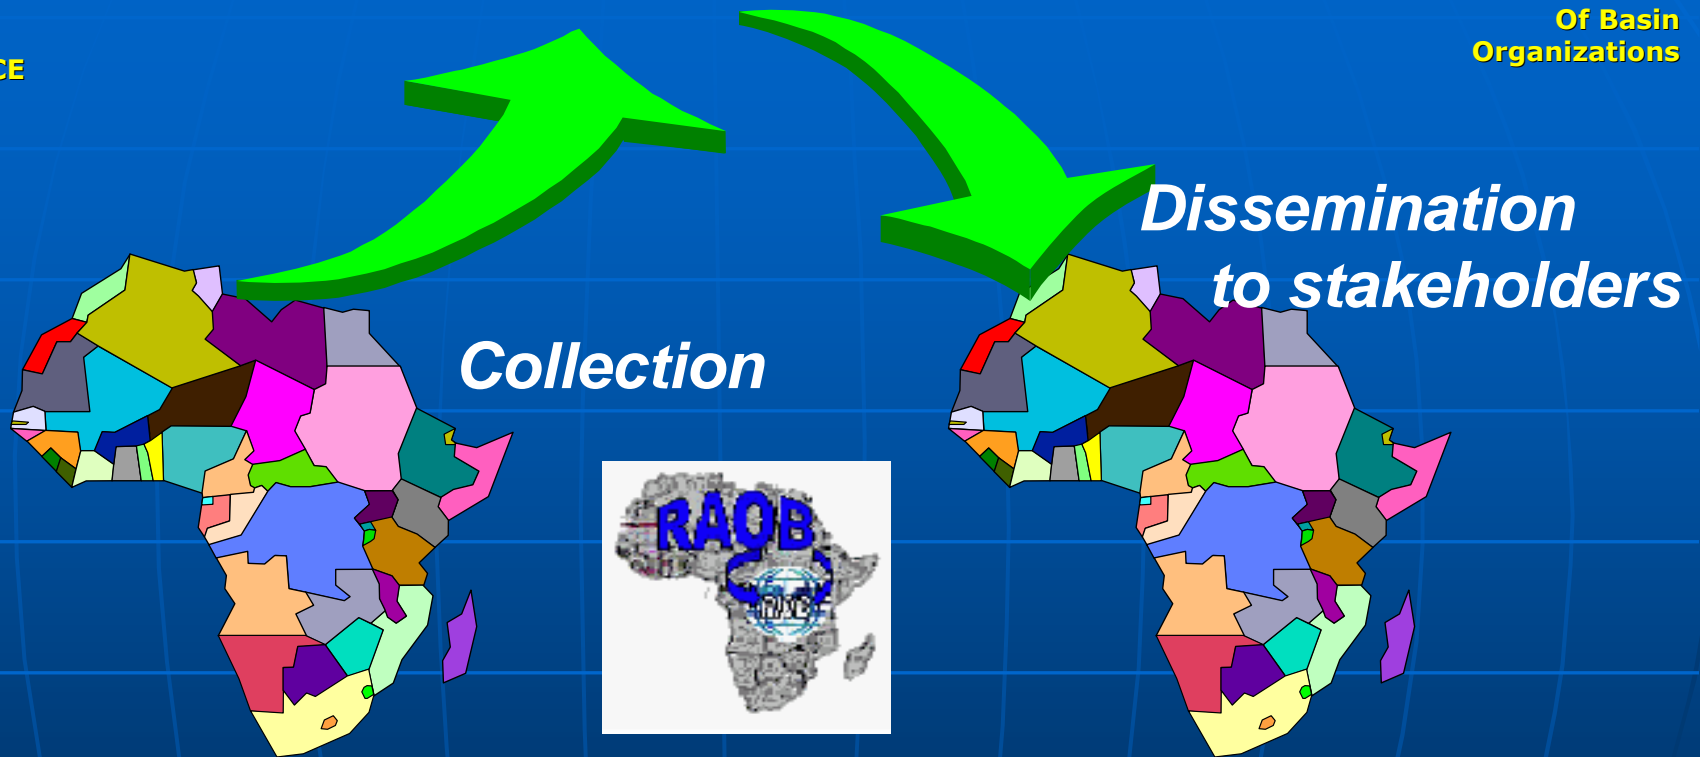 CE
Of Basin
Organizations
Dissemination
to stakeholders
Collection
RAOB